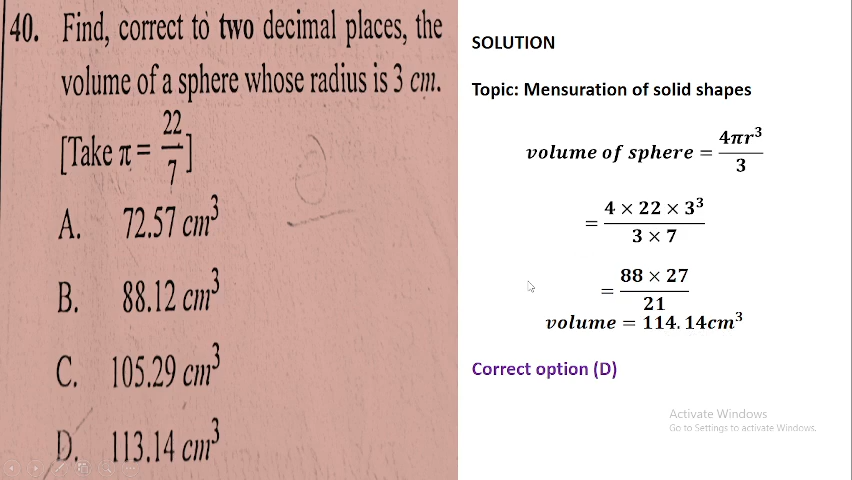 40. Find, correct to two decimal places, the
volume of a sphere whose radius is 3 cm.
[Take π = 22/7]
A. 72.57 cm³
B. 88.12 cm³
C. 105.29 cm³
D. 113.14 cm³
SOLUTION
Topic: Mensuration of solid shapes
volume of sphere = 4πr³/3
= 4 × 22 × 3³/3 × 7
= 88 × 27/21
volume = 114.14cm³
Correct option (D)
Activate Windows
Go to Settings to activate Windows.